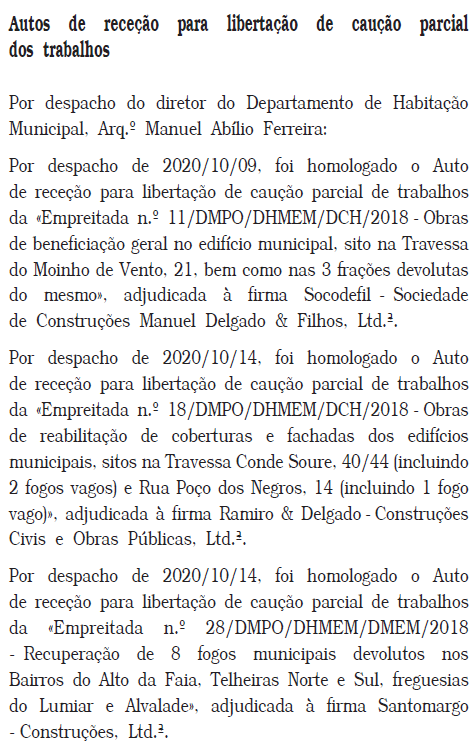 Autos de receção para libertação de caução parcial
dos trabalhos
Por despacho do diretor do Departamento de Habitação
Municipal, Arq.º Manuel Abílio Ferreira:
Por despacho de 2020/10/09, foi homologado o Auto
de receção para libertação de caução parcial de trabalhos
da «Empreitada n.º 11/DMPO/DHMEM/DCH/2018 - Obras
de beneficiação geral no edifício municipal, sito na Travessa
do Moinho de Vento, 21, bem como nas 3 frações devolutas
do mesmo», adjudicada à firma Socodefil - Sociedade
de Construções Manuel Delgado & Filhos, Ltd.ª.
Por despacho de 2020/10/14, foi homologado o Auto
de receção para libertação de caução parcial de trabalhos
da «Empreitada n.º 18/DMPO/DHMEM/DCH/2018 - Obras
de reabilitação de coberturas e fachadas dos edifícios
municipais, sitos na Travessa Conde Soure, 40/44 (incluindo
2 fogos vagos) e Rua Poço dos Negros, 14 (incluindo 1 fogo
vago)», adjudicada à firma Ramiro & Delgado - Construções
Civis e Obras Públicas, Ltd.ª.
Por despacho de 2020/10/14, foi homologado o Auto
de receção para libertação de caução parcial de trabalhos
da «Empreitada n.º 28/DMPO/DHMEM/DMEM/2018
- Recuperação de 8 fogos municipais devolutos nos
Bairros do Alto da Faia, Telheiras Norte e Sul, freguesias
do Lumiar e Alvalade», adjudicada à firma Santomargo
- Construções, Ltd.ª.